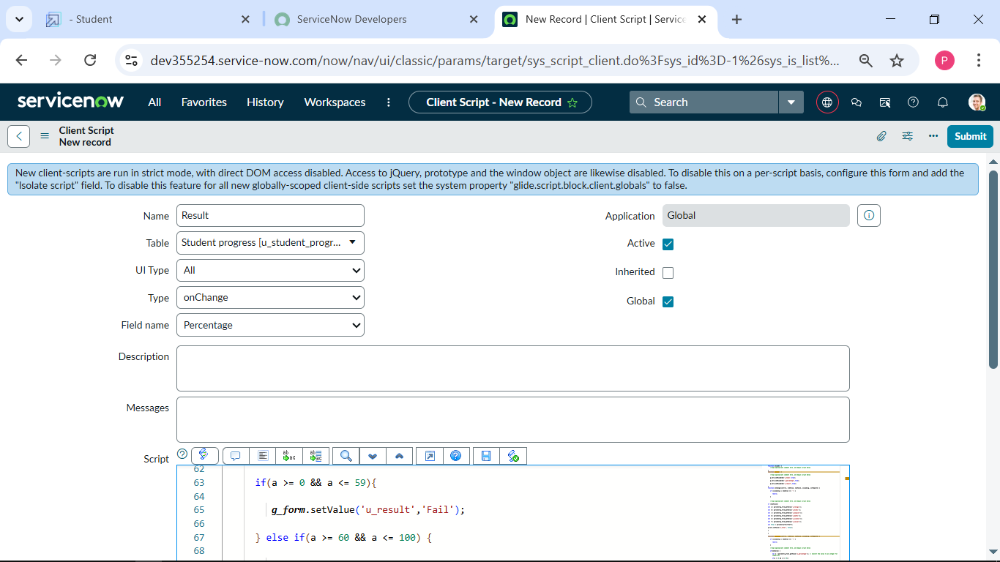 - Student
ServiceNow Developers
New Record | Client Script | Service
dev355254.service-now.com/now/nav/ui/classic/params/target/sys_script_client.do%3Fsys_id%3D-1%26sys_is_list%...
P
servicenow All Favorites History Workspaces Client Script - New Record Search
Client Script
New record
Submit
New client-scripts are run in strict mode, with direct DOM access disabled. Access to jQuery, prototype and the window object are likewise disabled. To disable this on a per-script basis, configure this form and add the
"Isolate script" field. To disable this feature for all new globally-scoped client-side scripts set the system property "glide.script.block.client.globals" to false.
Name Result
Application Global
Table Student progress [u_student_progr...
Active
UI Type All
Inherited
Type onChange
Global
Field name Percentage
Description
Messages
Script
62
63 if(a >= 0 && a <= 59){
64
65 g_form.setValue('u_result','Fail');
66
67 } else if(a >= 60 && a <= 100) {
68